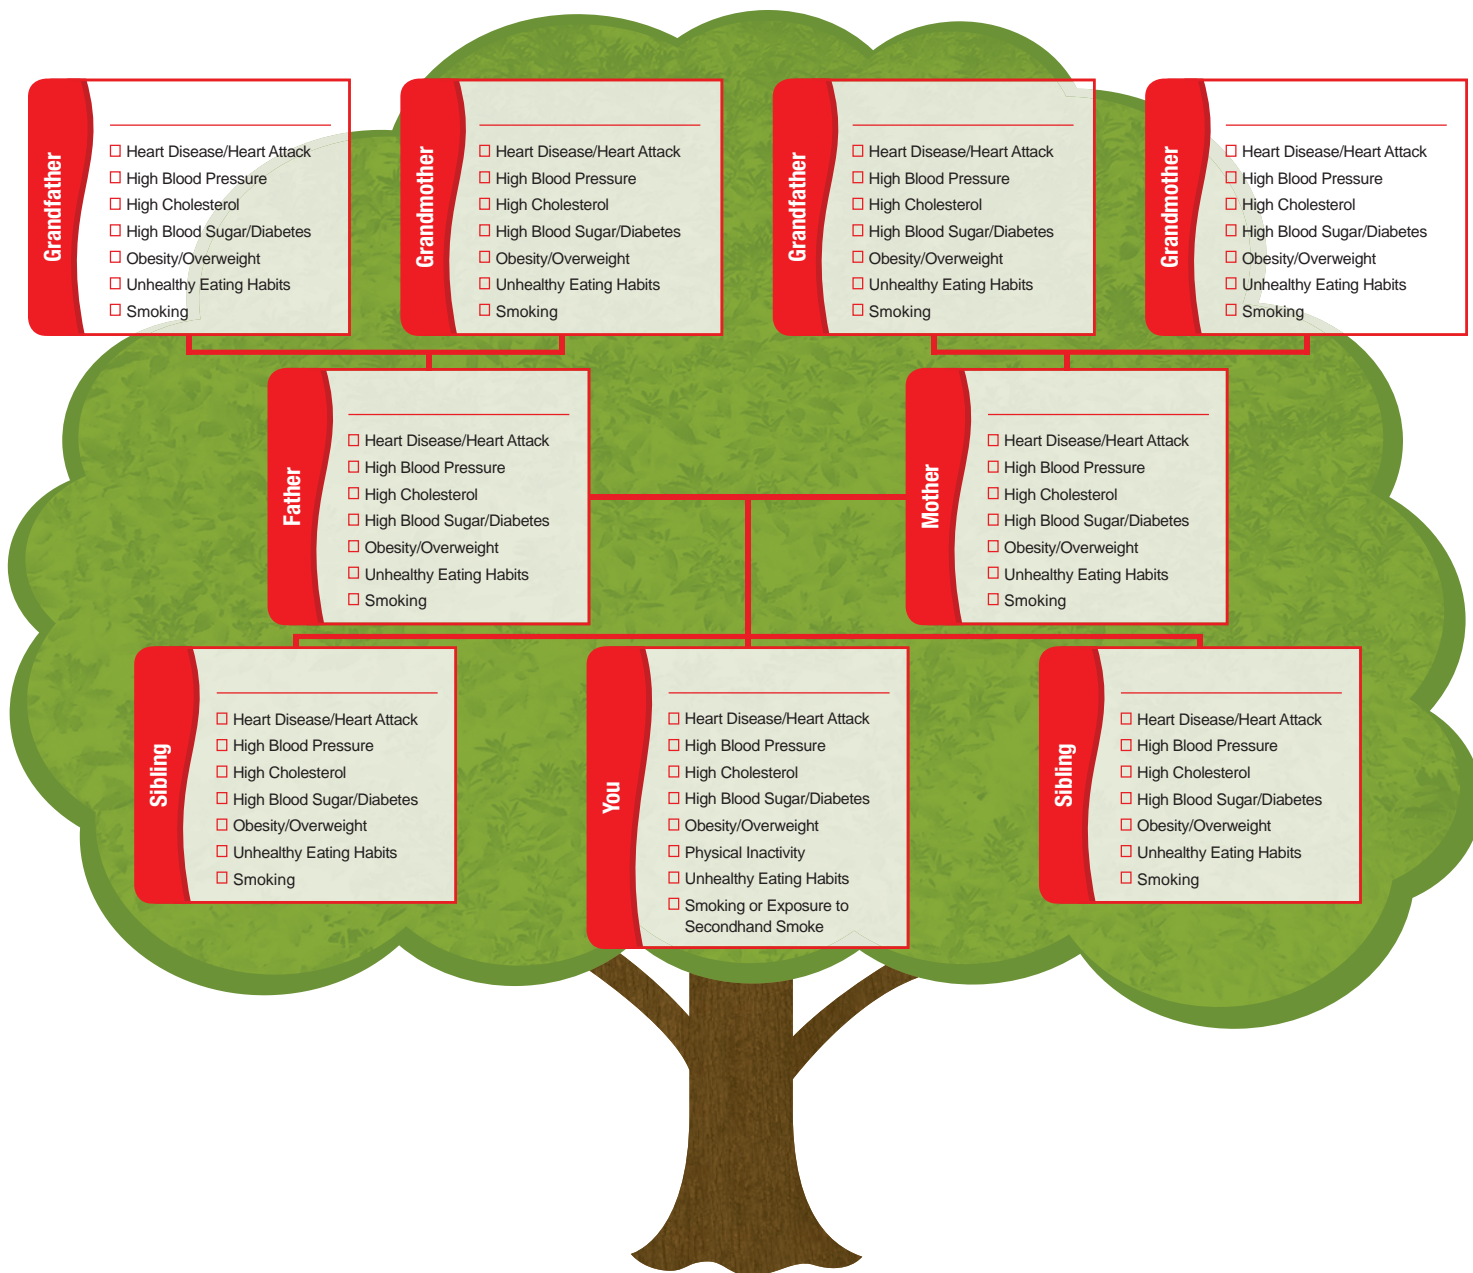 Grandfather
☐ Heart Disease/Heart Attack
☐ High Blood Pressure
☐ High Cholesterol
☐ High Blood Sugar/Diabetes
☐ Obesity/Overweight
☐ Unhealthy Eating Habits
☐ Smoking
Grandmother
☐ Heart Disease/Heart Attack
☐ High Blood Pressure
☐ High Cholesterol
☐ High Blood Sugar/Diabetes
☐ Obesity/Overweight
☐ Unhealthy Eating Habits
☐ Smoking
Grandfather
☐ Heart Disease/Heart Attack
☐ High Blood Pressure
☐ High Cholesterol
☐ High Blood Sugar/Diabetes
☐ Obesity/Overweight
☐ Unhealthy Eating Habits
☐ Smoking
Grandmother
☐ Heart Disease/Heart Attack
☐ High Blood Pressure
☐ High Cholesterol
☐ High Blood Sugar/Diabetes
☐ Obesity/Overweight
☐ Unhealthy Eating Habits
☐ Smoking
Father
☐ Heart Disease/Heart Attack
☐ High Blood Pressure
☐ High Cholesterol
☐ High Blood Sugar/Diabetes
☐ Obesity/Overweight
☐ Unhealthy Eating Habits
☐ Smoking
Mother
☐ Heart Disease/Heart Attack
☐ High Blood Pressure
☐ High Cholesterol
☐ High Blood Sugar/Diabetes
☐ Obesity/Overweight
☐ Unhealthy Eating Habits
☐ Smoking
Sibling
☐ Heart Disease/Heart Attack
☐ High Blood Pressure
☐ High Cholesterol
☐ High Blood Sugar/Diabetes
☐ Obesity/Overweight
☐ Unhealthy Eating Habits
☐ Smoking
You
☐ Heart Disease/Heart Attack
☐ High Blood Pressure
☐ High Cholesterol
☐ High Blood Sugar/Diabetes
☐ Obesity/Overweight
☐ Physical Inactivity
☐ Unhealthy Eating Habits
☐ Smoking or Exposure to
Secondhand Smoke
Sibling
☐ Heart Disease/Heart Attack
☐ High Blood Pressure
☐ High Cholesterol
☐ High Blood Sugar/Diabetes
☐ Obesity/Overweight
☐ Unhealthy Eating Habits
☐ Smoking